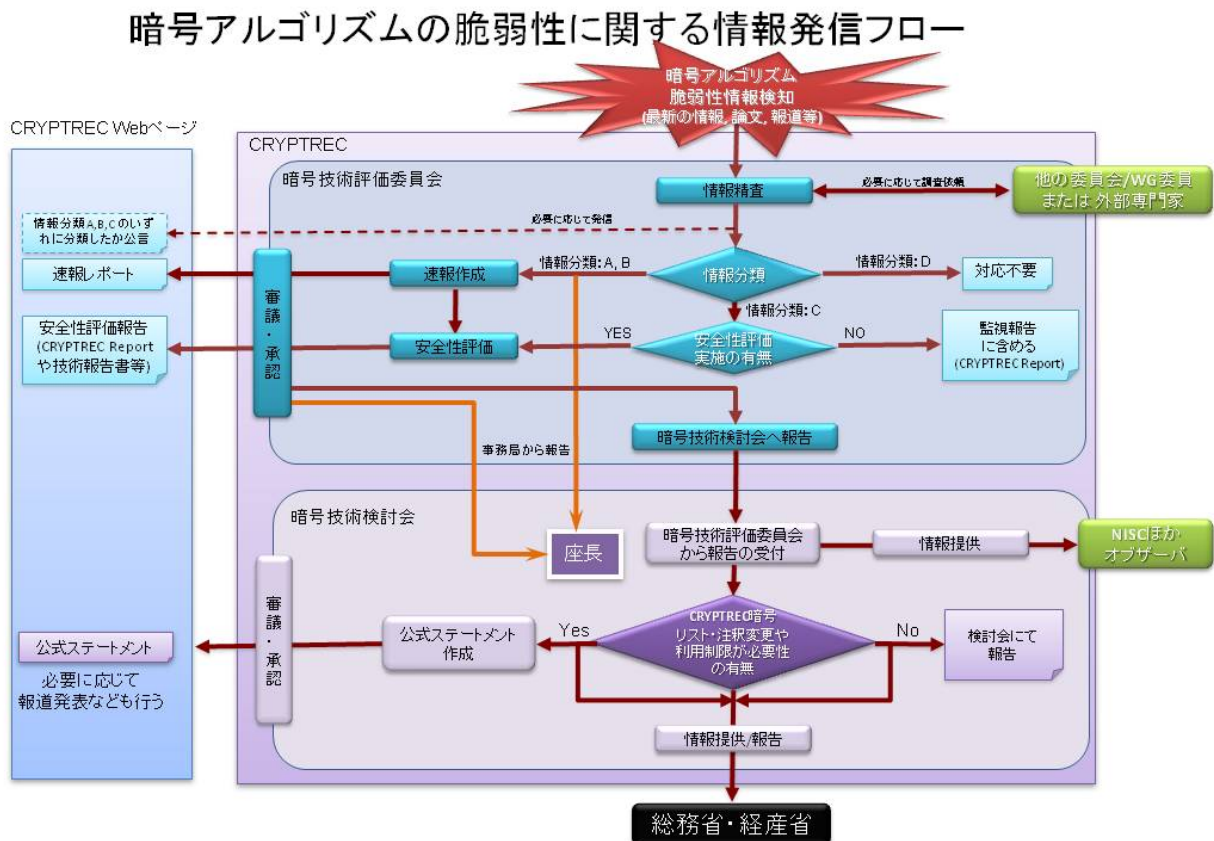 暗号アルゴリズムの脆弱性に関する情報発信フロー
暗号アルゴリズム
脆弱性情報検知
(最新の情報, 論文, 報道等)
CRYPTREC Webページ
CRYPTREC
暗号技術評価委員会
情報精査
必要に応じて調査依頼
他の委員会/WG委員
または 外部専門家
必要に応じて発信
情報分類A,B,Cのいず
れに分類したか公言
速報レポート
審議・承認
速報作成
情報分類: A, B
情報分類
情報分類: D
対応不要
情報分類: C
安全性評価報告
(CRYPTREC Report
や技術報告書等)
安全性評価
YES
安全性評価
実施の有無
NO
監視報告
に含める
(CRYPTREC Report)
暗号技術検討会へ報告
事務局から報告
暗号技術検討会
座長
暗号技術評価委員会
から報告の受付
情報提供
NISCほか
オブザーバ
審議・承認
公式ステートメント
必要に応じて
報道発表なども行う
公式ステートメント
作成
Yes
CRYPTREC暗号
リスト・注釈変更や
利用制限が必要性
の有無
No
検討会にて
報告
情報提供/報告
総務省・経産省